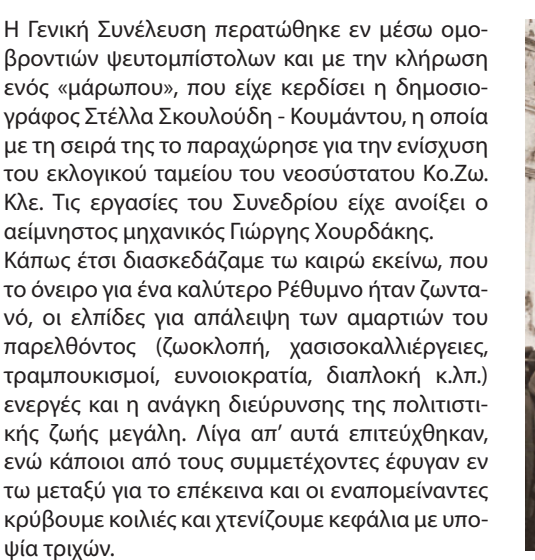 Η Γενική Συνέλευση περατώθηκε εν μέσω ομο-
βροντιών ψευτομπίστολων και με την κλήρωση
ενός «μάρωπου», που είχε κερδίσει η δημοσιο-
γράφος Στέλλα Σκουλούδη - Κουμάντου, η οποία
με τη σειρά της το παραχώρησε για την ενίσχυση
του εκλογικού ταμείου του νεοσύστατου Κο.Ζω.
Κλε. Τις εργασίες του Συνεδρίου είχε ανοίξει ο
αείμνηστος μηχανικός Γιώργης Χουρδάκης.
Κάπως έτσι διασκεδάζαμε τω καιρώ εκείνω, που
το όνειρο για ένα καλύτερο Ρέθυμνο ήταν ζωντα-
νό, οι ελπίδες για απάλειψη των αμαρτιών του
παρελθόντος (ζωοκλοπή, χασισοκαλλιέργειες,
τραμπουκισμοί, ευνοιοκρατία, διαπλοκή κ.λπ.)
ενεργές και η ανάγκη διεύρυνσης της πολιτιστι-
κής ζωής μεγάλη. Λίγα απ’ αυτά επιτεύχθηκαν,
ενώ κάποιοι από τους συμμετέχοντες έφυγαν εν
τω μεταξύ για το επέκεινα και οι εναπομείναντες
κρύβουμε κοιλιές και χτενίζουμε κεφάλια με υπο-
ψία τριχών.